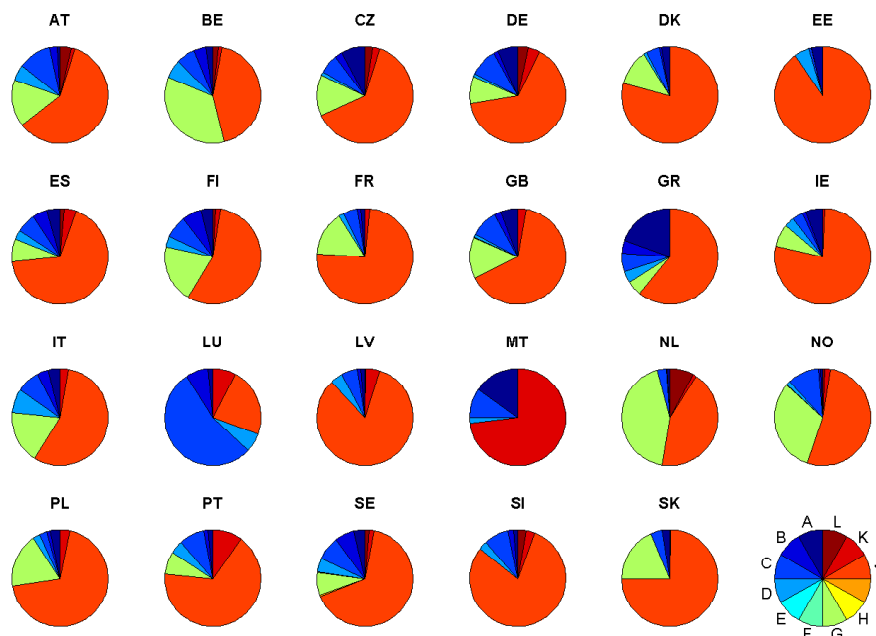 AT BE CZ DE DK EE
ES FI FR GB GR IE
IT LU LV MT NL NO
PL PT SE SI SK
A L
B K
C
D
E H
F G